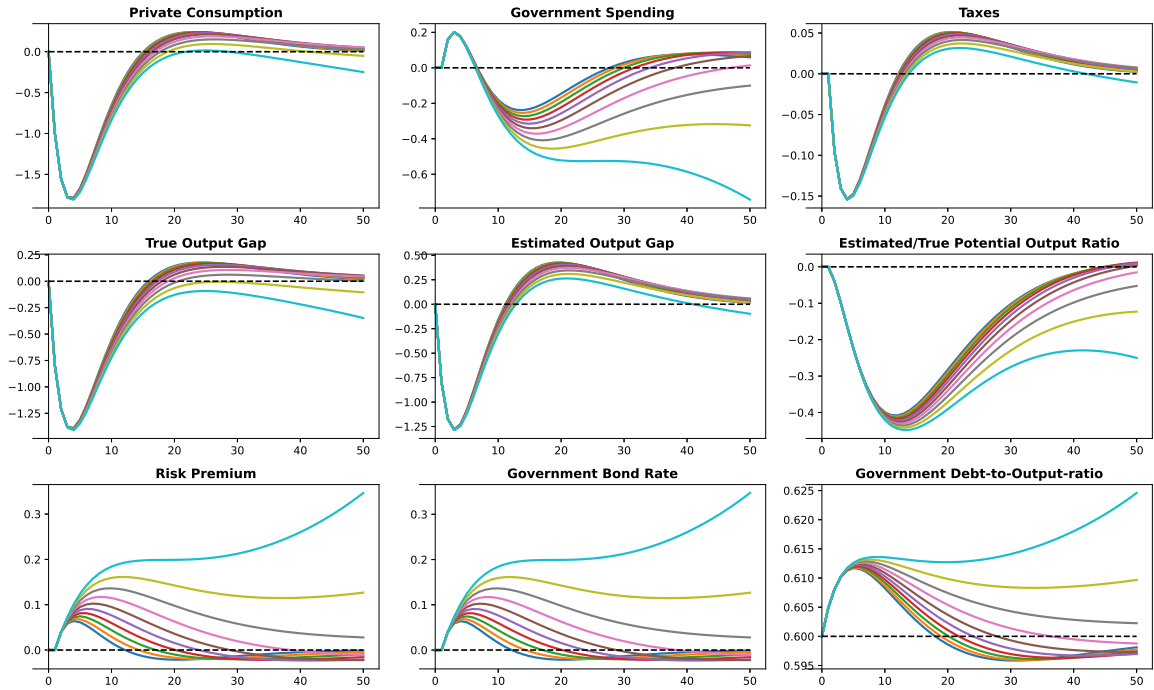 Private Consumption
0.0
−0.5
−1.0
−1.5
0 10 20 30 40 50
Government Spending
0.2
0.0
−0.2
−0.4
−0.6
0 10 20 30 40 50
Taxes
0.05
0.00
−0.05
−0.10
−0.15
0 10 20 30 40 50
True Output Gap
0.25
0.00
−0.25
−0.50
−0.75
−1.00
−1.25
0 10 20 30 40 50
Estimated Output Gap
0.50
0.25
0.00
−0.25
−0.50
−0.75
−1.00
−1.25
0 10 20 30 40 50
Estimated/True Potential Output Ratio
0.0
−0.1
−0.2
−0.3
−0.4
0 10 20 30 40 50
Risk Premium
0.3
0.2
0.1
0.0
0 10 20 30 40 50
Government Bond Rate
0.3
0.2
0.1
0.0
0 10 20 30 40 50
Government Debt-to-Output-ratio
0.625
0.620
0.615
0.610
0.605
0.600
0.595
0 10 20 30 40 50